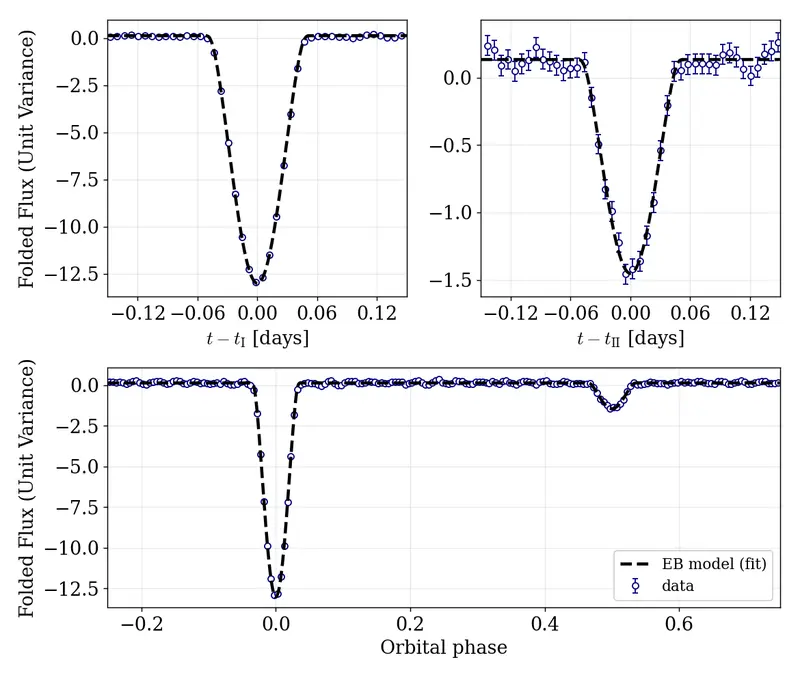 Folded Flux (Unit Variance)
0.0
−2.5
−5.0
−7.5
−10.0
−12.5
−0.12 −0.06 0.00 0.06 0.12
t − tI [days]
0.0
−0.5
−1.0
−1.5
−0.12 −0.06 0.00 0.06 0.12
t − tII [days]
Folded Flux (Unit Variance)
0.0
−2.5
−5.0
−7.5
−10.0
−12.5
EB model (fit)
data
−0.2 0.0 0.2 0.4 0.6
Orbital phase